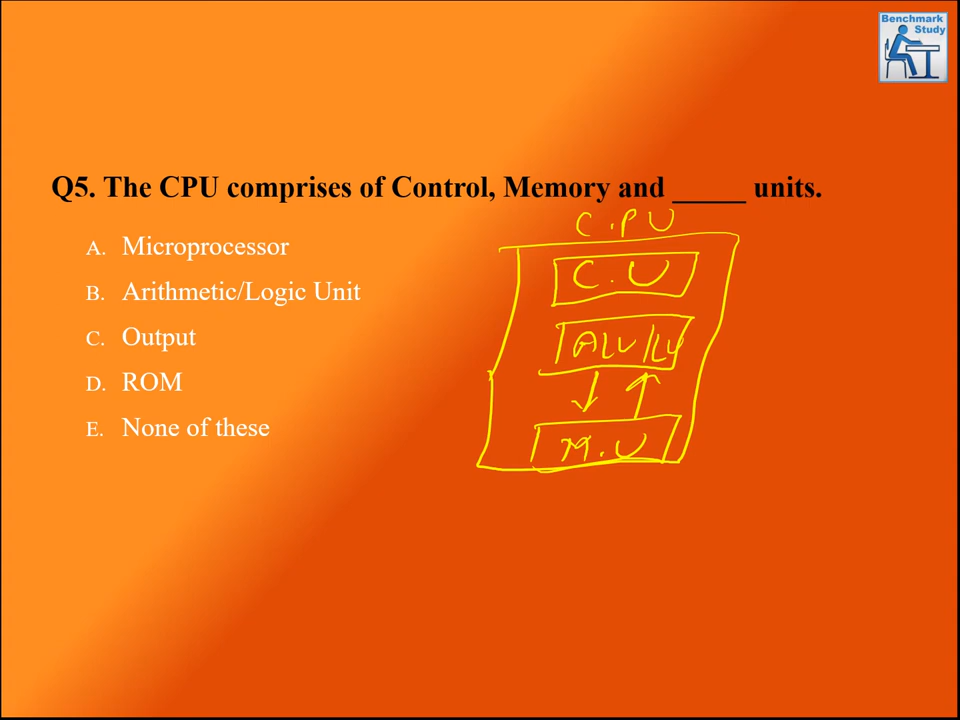 Benchmark
Study
Q5. The CPU comprises of Control, Memory and _____ units.
A. Microprocessor
B. Arithmetic/Logic Unit
C. Output
D. ROM
E. None of these
C.P.U
C.U
ALU/LU
M.U